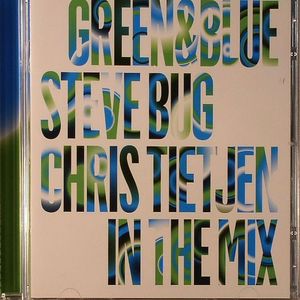 GREEN&BLUE
STEVE BUG
CHRIS TIETJEN
IN THE MIX